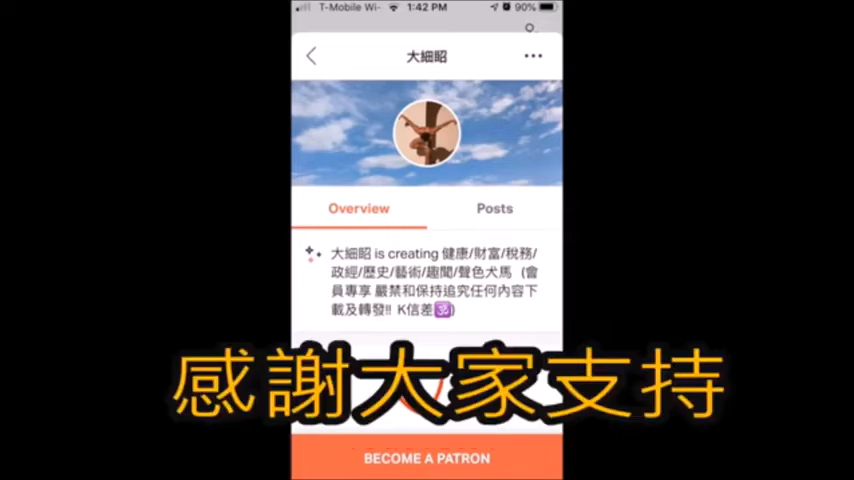 T-Mobile Wi-
1:42 PM
90%
大細昭
Overview
Posts
大細昭 is creating 健康/財富/稅務/
政經/歷史/藝術/趣聞/聲色犬馬 (會
員專享 嚴禁和保持追究任何內容下
載及轉發!! K信差🕉)
感謝大家支持
BECOME A PATRON